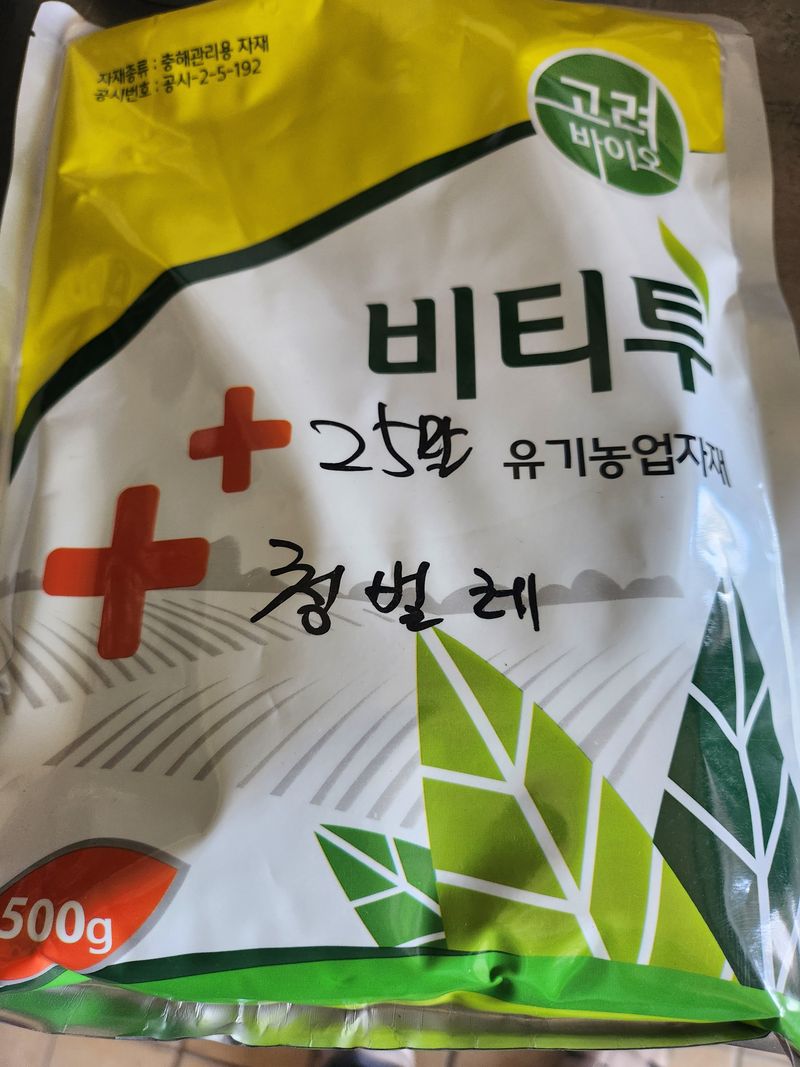 자재종류 : 충해관리용 자재
공시번호 : 공시-2-5-192
고려
바이오
비티투
25말
유기농업자재
청벌레
500g